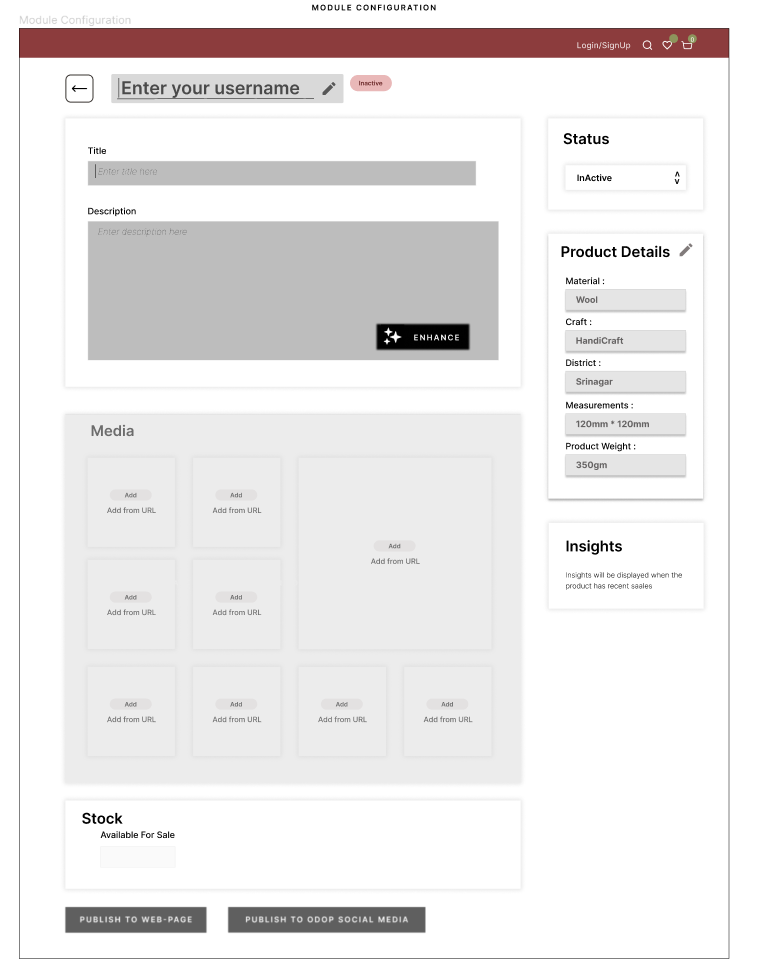 MODULE CONFIGURATION
Module Configuration
Login/SignUp
0
Enter your username
Inactive
Title
Enter title here
Description
Enter description here
ENHANCE
Status
InActive
Product Details
Material :
Wool
Craft :
HandiCraft
District :
Srinagar
Measurements :
120mm * 120mm
Product Weight :
350gm
Insights
Insights will be displayed when the
product has recent saales
Media
Add
Add from URL
Add
Add from URL
Add
Add from URL
Add
Add from URL
Add
Add from URL
Add
Add from URL
Add
Add from URL
Add
Add from URL
Add
Add from URL
Stock
Available For Sale
PUBLISH TO WEB-PAGE
PUBLISH TO ODOP SOCIAL MEDIA